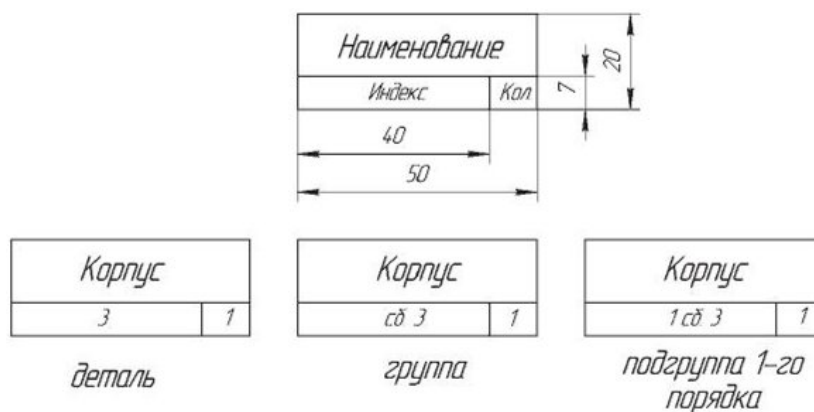 Наименование
Индекс Кол
7
20
40
50
Корпус
3 1
деталь
Корпус
сб 3 1
группа
Корпус
1 сб. 3 1
подгруппа 1-го
порядка